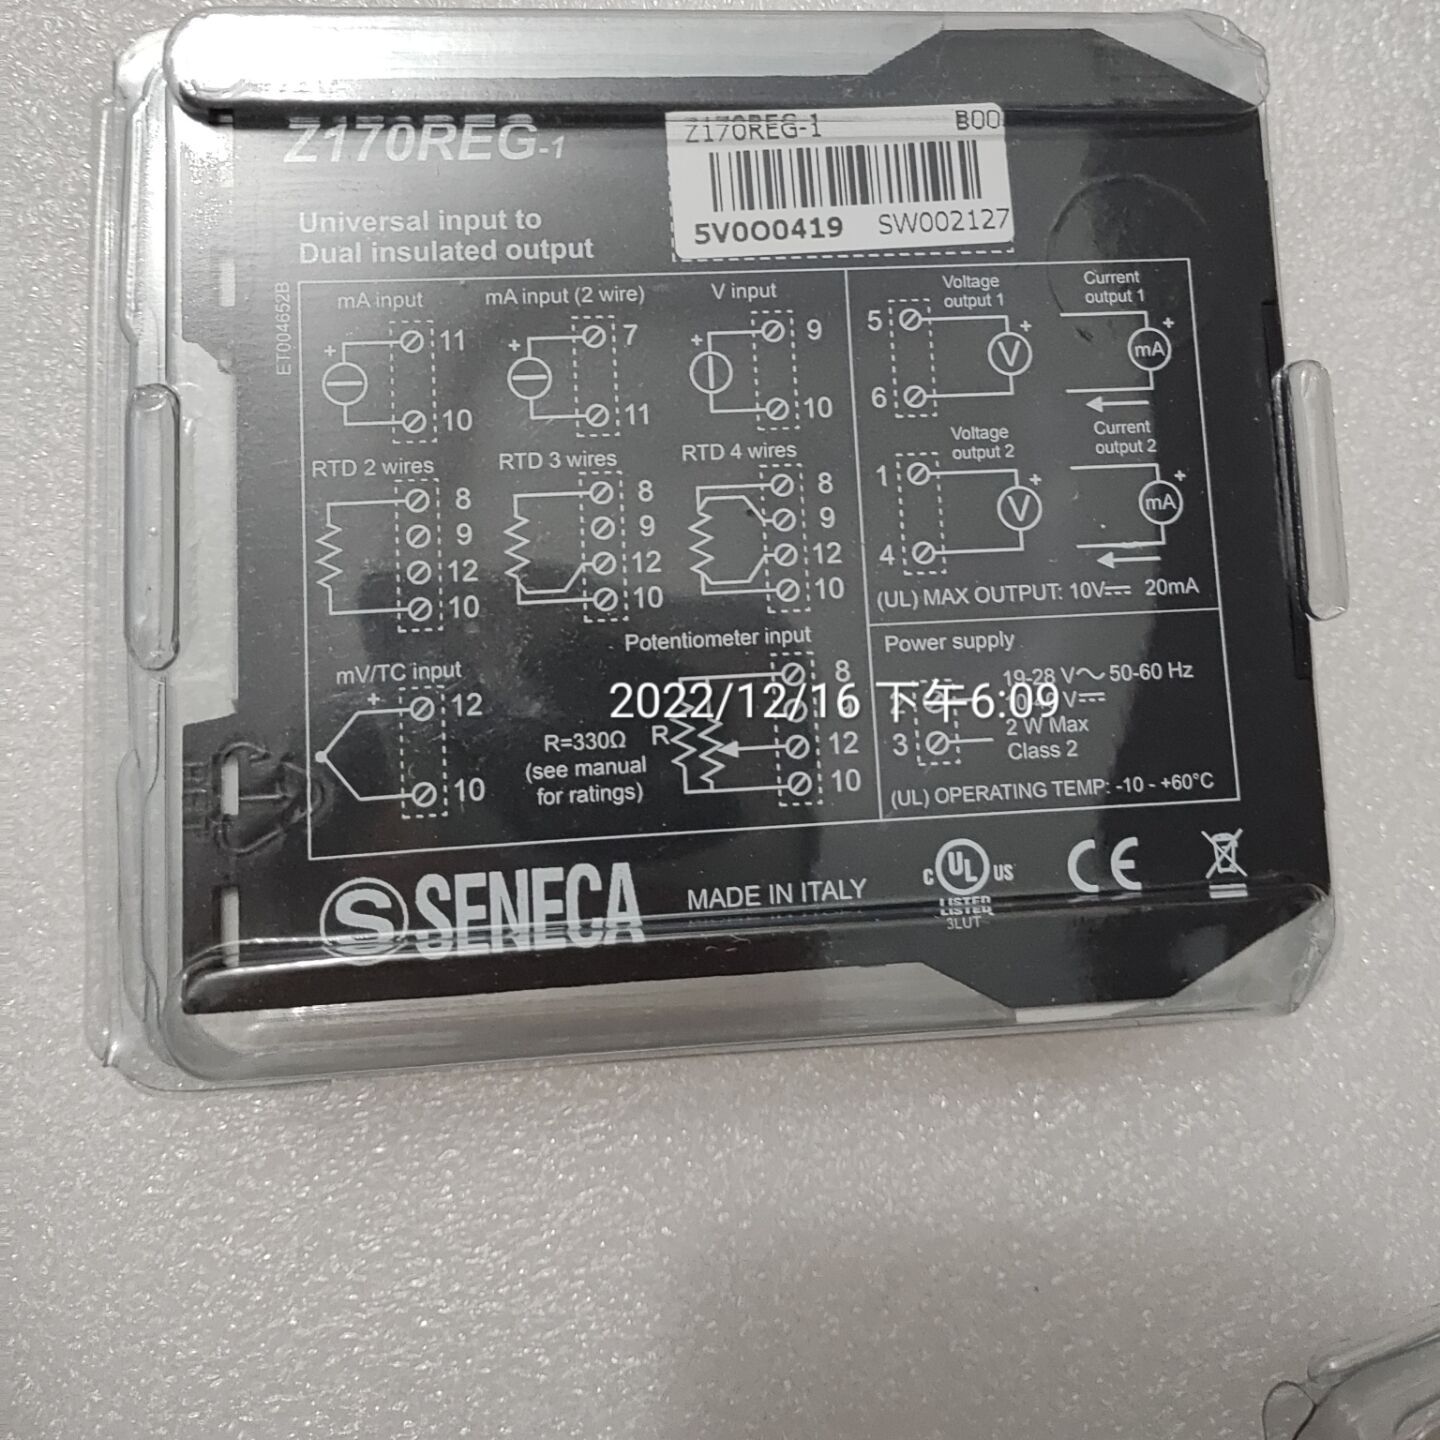 Z170REG-1
Z170REG-1 B00
5V0O0419 SW002127
Universal input to
Dual insulated output
ET004652B
mA input
+
11
10
mA input (2 wire)
+
7
11
V input
+
9
10
RTD 2 wires
8
9
12
10
RTD 3 wires
8
9
12
10
RTD 4 wires
8
9
12
10
mV/TC input
+
12
10
Potentiometer input
8
12
10
R
R=330Ω
(see manual
for ratings)
Voltage
output 1
5
6
+
V
Current
output 1
+
mA
Voltage
output 2
1
4
+
V
Current
output 2
+
mA
(UL) MAX OUTPUT: 10V 20mA
Power supply
19-28 V 50-60 Hz
V
2 W Max
Class 2
3
(UL) OPERATING TEMP: -10 - +60°C
2022/12/16 下午6:09
S SENECA
MADE IN ITALY
C UL US
LISTED
3LUT
CE